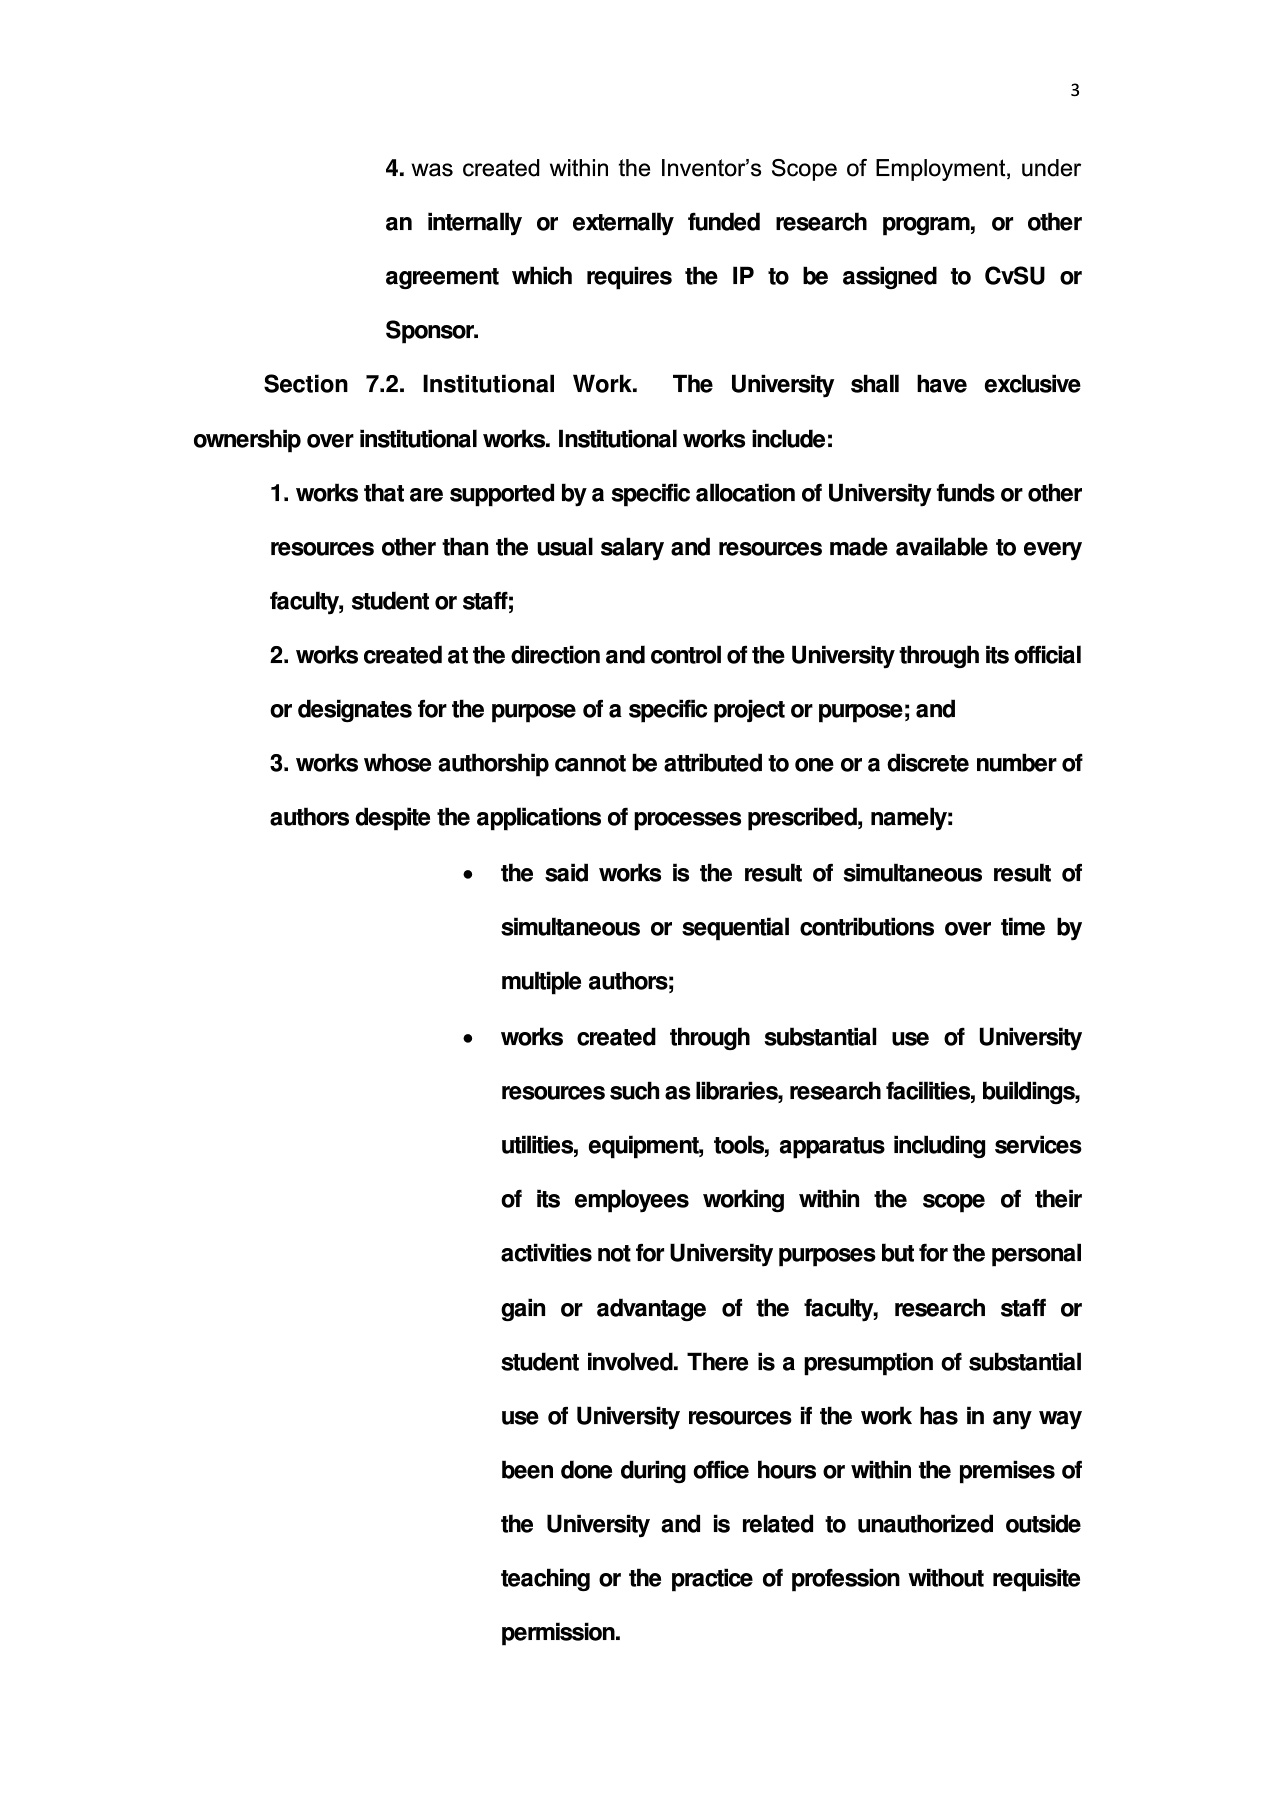 3
4. was created within the Inventor’s Scope of Employment, under
an internally or externally funded research program, or other
agreement which requires the IP to be assigned to CvSU or
Sponsor.
Section 7.2. Institutional Work. The University shall have exclusive
ownership over institutional works. Institutional works include:
1. works that are supported by a specific allocation of University funds or other
resources other than the usual salary and resources made available to every
faculty, student or staff;
2. works created at the direction and control of the University through its official
or designates for the purpose of a specific project or purpose; and
3. works whose authorship cannot be attributed to one or a discrete number of
authors despite the applications of processes prescribed, namely:
• the said works is the result of simultaneous result of
simultaneous or sequential contributions over time by
multiple authors;
• works created through substantial use of University
resources such as libraries, research facilities, buildings,
utilities, equipment, tools, apparatus including services
of its employees working within the scope of their
activities not for University purposes but for the personal
gain or advantage of the faculty, research staff or
student involved. There is a presumption of substantial
use of University resources if the work has in any way
been done during office hours or within the premises of
the University and is related to unauthorized outside
teaching or the practice of profession without requisite
permission.